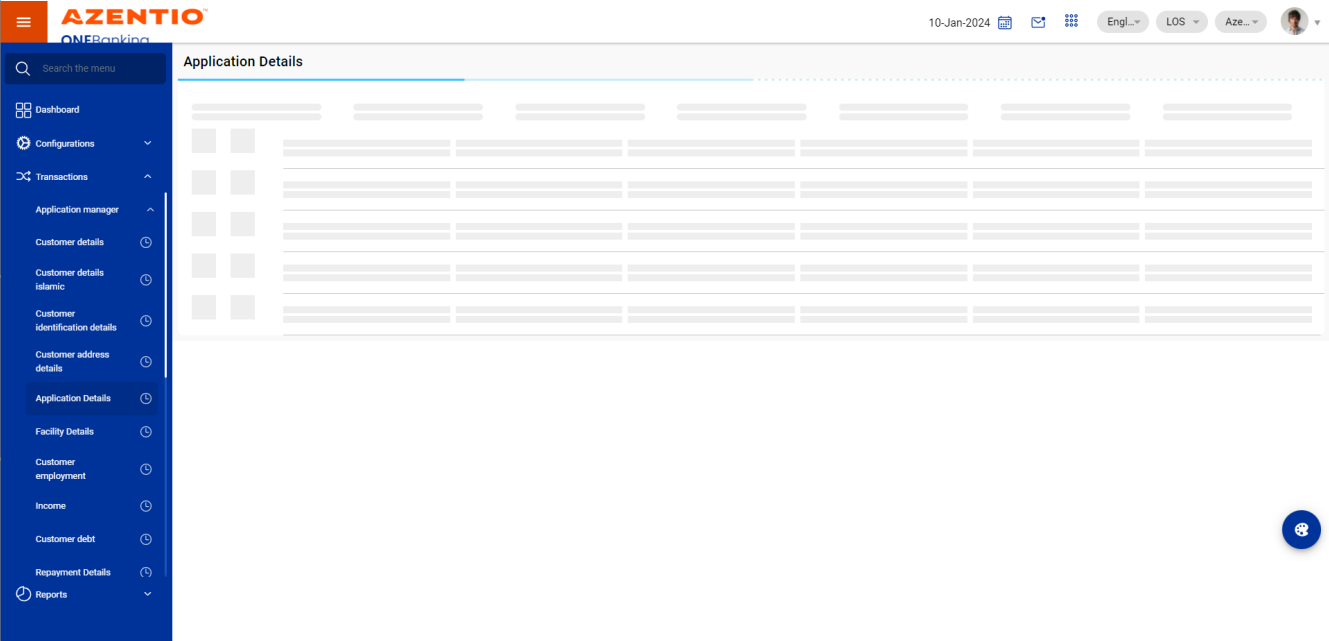 AZENTIO™
ONEBanking
10-Jan-2024
Engl...
LOS
Aze...
Search the menu
Application Details
Dashboard
Configurations
Transactions
Application manager
Customer details
Customer details
islamic
Customer
identification details
Customer address
details
Application Details
Facility Details
Customer
employment
Income
Customer debt
Repayment Details
Reports